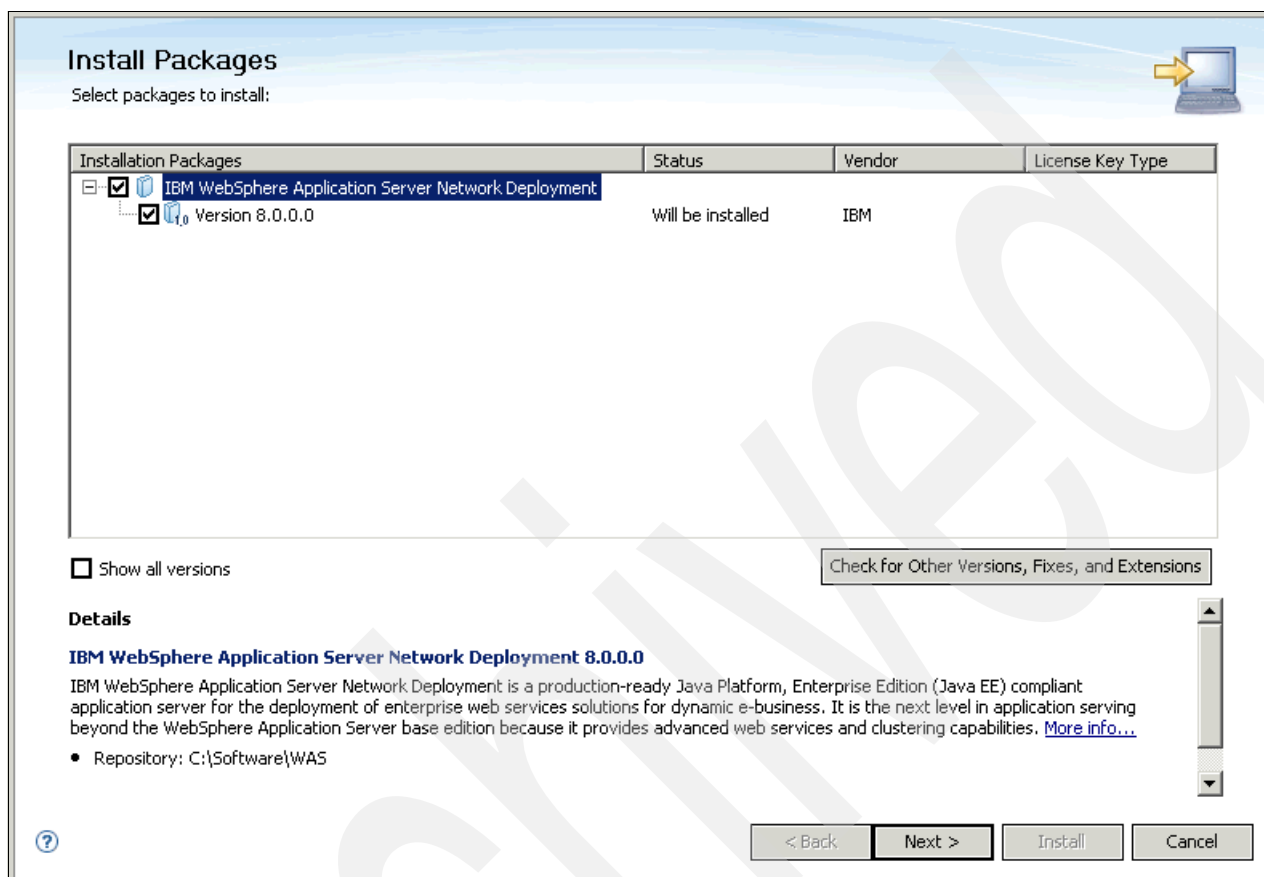 Install Packages
Select packages to install:
Installation Packages Status Vendor License Key Type
IBM WebSphere Application Server Network Deployment
1.0 Version 8.0.0.0 Will be installed IBM
Show all versions Check for Other Versions, Fixes, and Extensions
Details
IBM WebSphere Application Server Network Deployment 8.0.0.0
IBM WebSphere Application Server Network Deployment is a production-ready Java Platform, Enterprise Edition (Java EE) compliant
application server for the deployment of enterprise web services solutions for dynamic e-business. It is the next level in application serving
beyond the WebSphere Application Server base edition because it provides advanced web services and clustering capabilities. More info...
• Repository: C:\Software\WAS
? < Back Next > Install Cancel